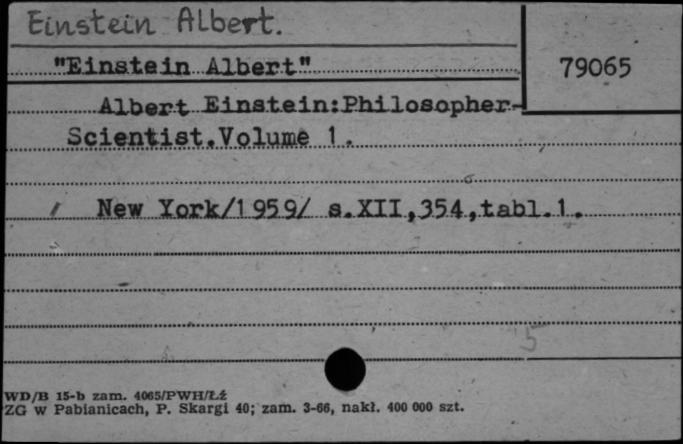 Einstein Albert.
"Einstein Albert"
79065
Albert Einstein:Philosopher-
Scientist.Volume 1.
New York/1959/ s.XII,354,tabl.1.
5
WD/B 15-b zam. 4065/PWH/Łź
ZG w Pabianicach, P. Skargi 40; zam. 3-66, nakł. 400 000 szt.